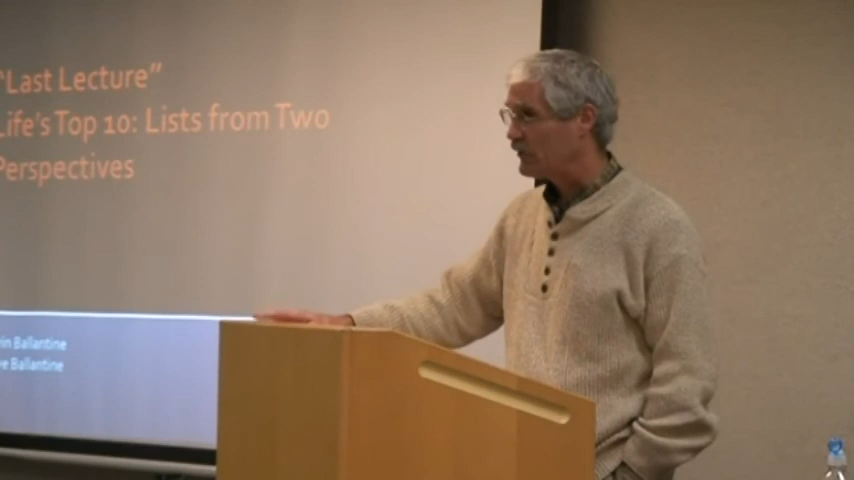 “Last Lecture”
Life’s Top 10: Lists from Two
Perspectives
Ballantine
Ballantine